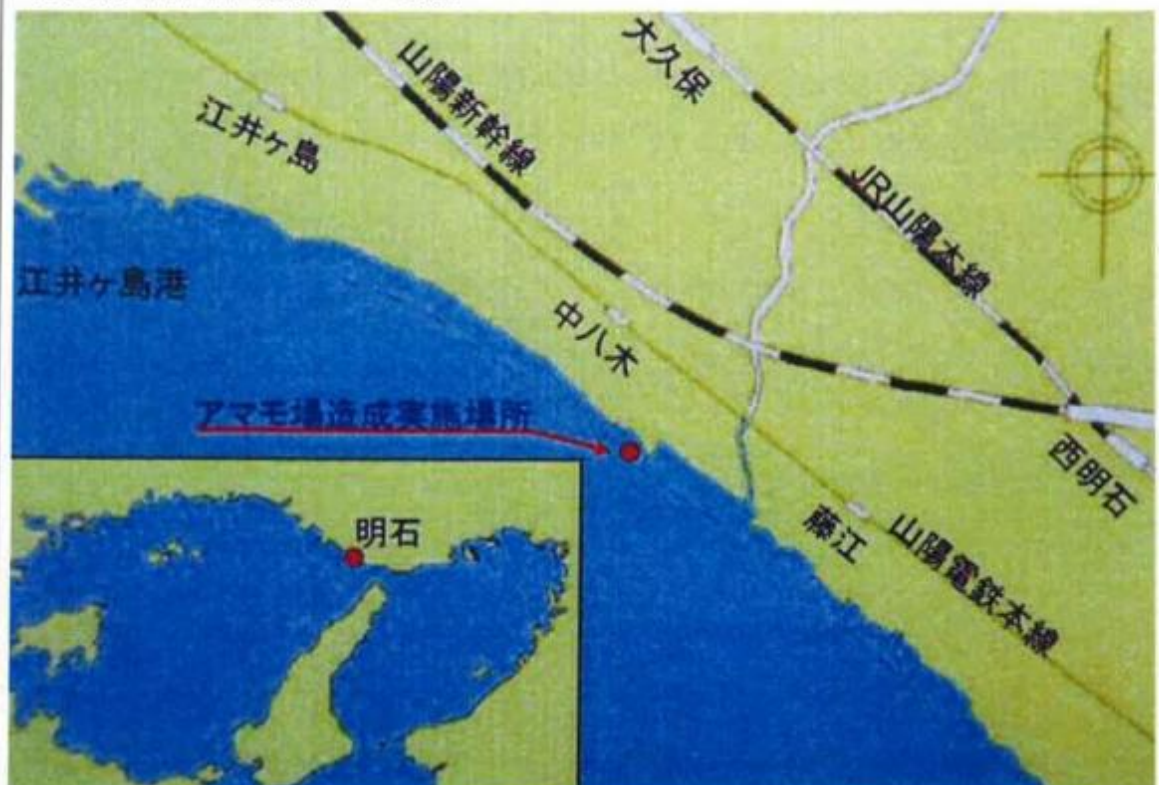 大久保
山陽新幹線
江井ヶ島
JR山陽本線
江井ヶ島港
中八木
アマモ場造成実施場所
西明石
藤江
山陽電鉄本線
明石